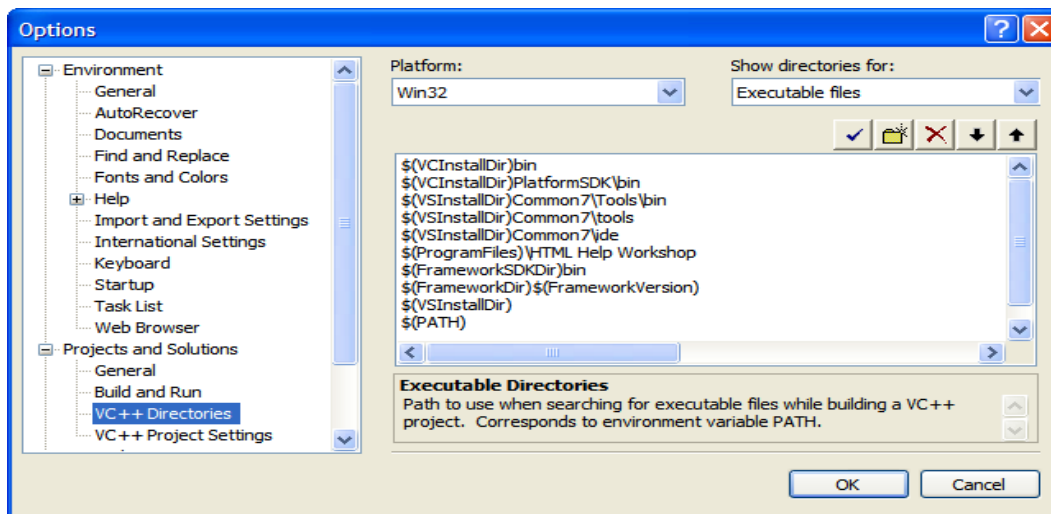 Options
Environment
General
AutoRecover
Documents
Find and Replace
Fonts and Colors
Help
Import and Export Settings
International Settings
Keyboard
Startup
Task List
Web Browser
Projects and Solutions
General
Build and Run
VC++ Directories
VC++ Project Settings
Platform:
Win32
Show directories for:
Executable files
$(VCInstallDir)bin
$(VCInstallDir)PlatformSDK\bin
$(VSInstallDir)Common7\Tools\bin
$(VSInstallDir)Common7\tools
$(VSInstallDir)Common7\ide
$(ProgramFiles)\HTML Help Workshop
$(FrameworkSDKDir)bin
$(FrameworkDir)$(FrameworkVersion)
$(VSInstallDir)
$(PATH)
Executable Directories
Path to use when searching for executable files while building a VC++
project.  Corresponds to environment variable PATH.
OK
Cancel